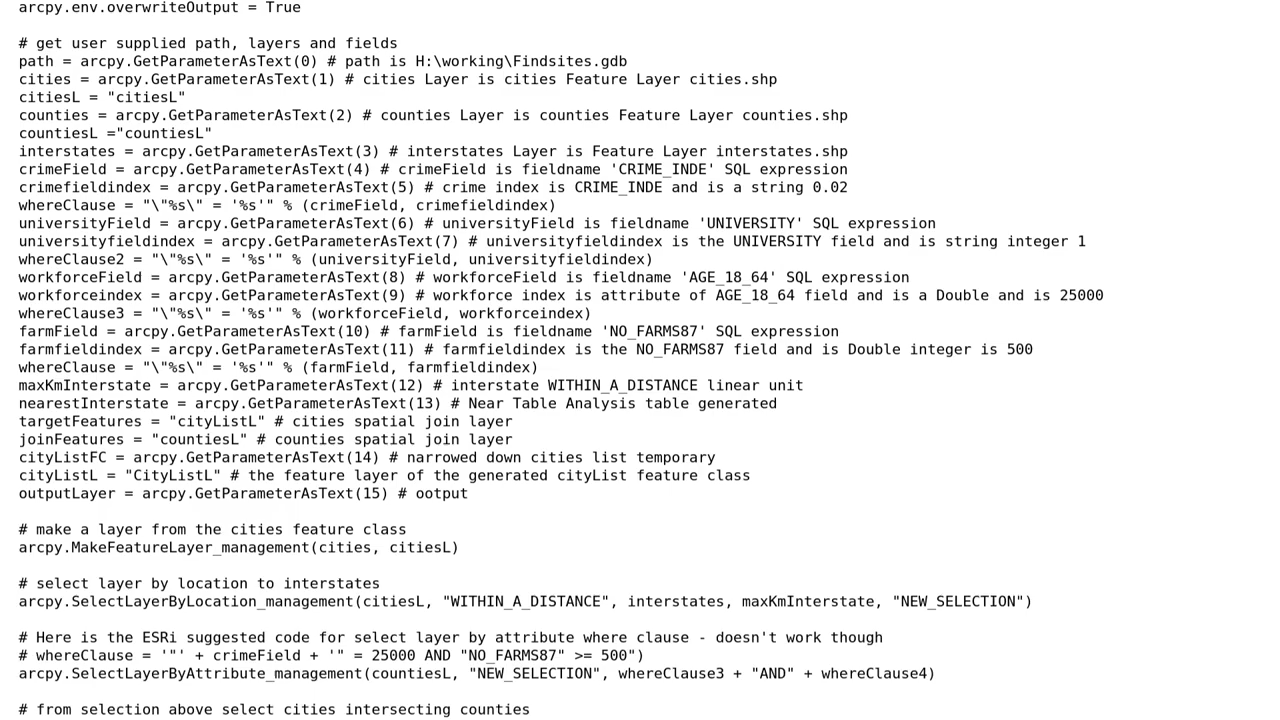 arcpy.env.overwriteOutput = True
# get user supplied path, layers and fields
path = arcpy.GetParameterAsText(0) # path is H:\working\Findsites.gdb
cities = arcpy.GetParameterAsText(1) # cities Layer is cities Feature Layer cities.shp
citiesL = "citiesL"
counties = arcpy.GetParameterAsText(2) # counties Layer is counties Feature Layer counties.shp
countiesL ="countiesL"
interstates = arcpy.GetParameterAsText(3) # interstates Layer is Feature Layer interstates.shp
crimeField = arcpy.GetParameterAsText(4) # crimeField is fieldname 'CRIME_INDE' SQL expression
crimefieldindex = arcpy.GetParameterAsText(5) # crime index is CRIME_INDE and is a string 0.02
whereClause = "\"%s\" = '%s'" % (crimeField, crimefieldindex)
universityField = arcpy.GetParameterAsText(6) # universityField is fieldname 'UNIVERSITY' SQL expression
universityfieldindex = arcpy.GetParameterAsText(7) # universityfieldindex is the UNIVERSITY field and is string integer 1
whereClause2 = "\"%s\" = '%s'" % (universityField, universityfieldindex)
workforceField = arcpy.GetParameterAsText(8) # workforceField is fieldname 'AGE_18_64' SQL expression
workforceindex = arcpy.GetParameterAsText(9) # workforce index is attribute of AGE_18_64 field and is a Double and is 25000
whereClause3 = "\"%s\" = '%s'" % (workforceField, workforceindex)
farmField = arcpy.GetParameterAsText(10) # farmField is fieldname 'NO_FARMS87' SQL expression
farmfieldindex = arcpy.GetParameterAsText(11) # farmfieldindex is the NO_FARMS87 field and is Double integer is 500
whereClause = "\"%s\" = '%s'" % (farmField, farmfieldindex)
maxKmInterstate = arcpy.GetParameterAsText(12) # interstate WITHIN_A_DISTANCE linear unit
nearestInterstate = arcpy.GetParameterAsText(13) # Near Table Analysis table generated
targetFeatures = "cityListL" # cities spatial join layer
joinFeatures = "countiesL" # counties spatial join layer
cityListFC = arcpy.GetParameterAsText(14) # narrowed down cities list temporary
cityListL = "CityListL" # the feature layer of the generated cityList feature class
outputLayer = arcpy.GetParameterAsText(15) # ootput
# make a layer from the cities feature class
arcpy.MakeFeatureLayer_management(cities, citiesL)
# select layer by location to interstates
arcpy.SelectLayerByLocation_management(citiesL, "WITHIN_A_DISTANCE", interstates, maxKmInterstate, "NEW_SELECTION")
# Here is the ESRi suggested code for select layer by attribute where clause - doesn't work though
# whereClause = '"' + crimeField + '" = 25000 AND "NO_FARMS87" >= 500")
arcpy.SelectLayerByAttribute_management(countiesL, "NEW_SELECTION", whereClause3 + "AND" + whereClause4)
# from selection above select cities intersecting counties